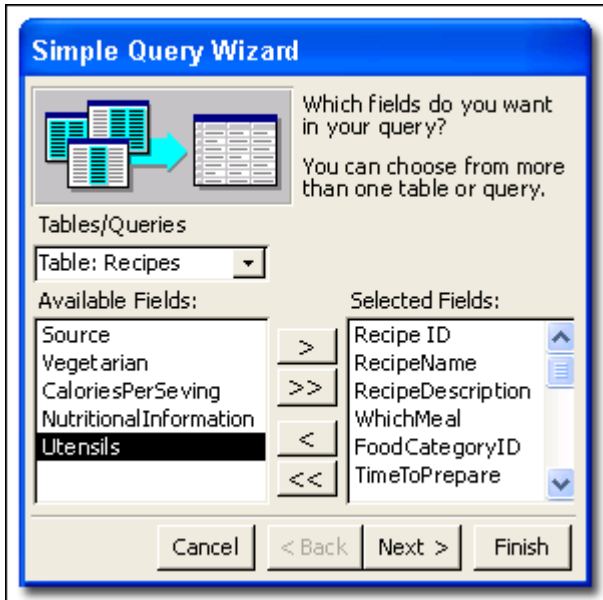 Simple Query Wizard
Which fields do you want
in your query?
You can choose from more
than one table or query.
Tables/Queries
Table: Recipes
Available Fields:
Source
Vegetarian
CaloriesPerSeving
NutritionalInformation
Utensils
>
>>
<
<<
Selected Fields:
Recipe ID
RecipeName
RecipeDescription
WhichMeal
FoodCategoryID
TimeToPrepare
Cancel < Back Next > Finish